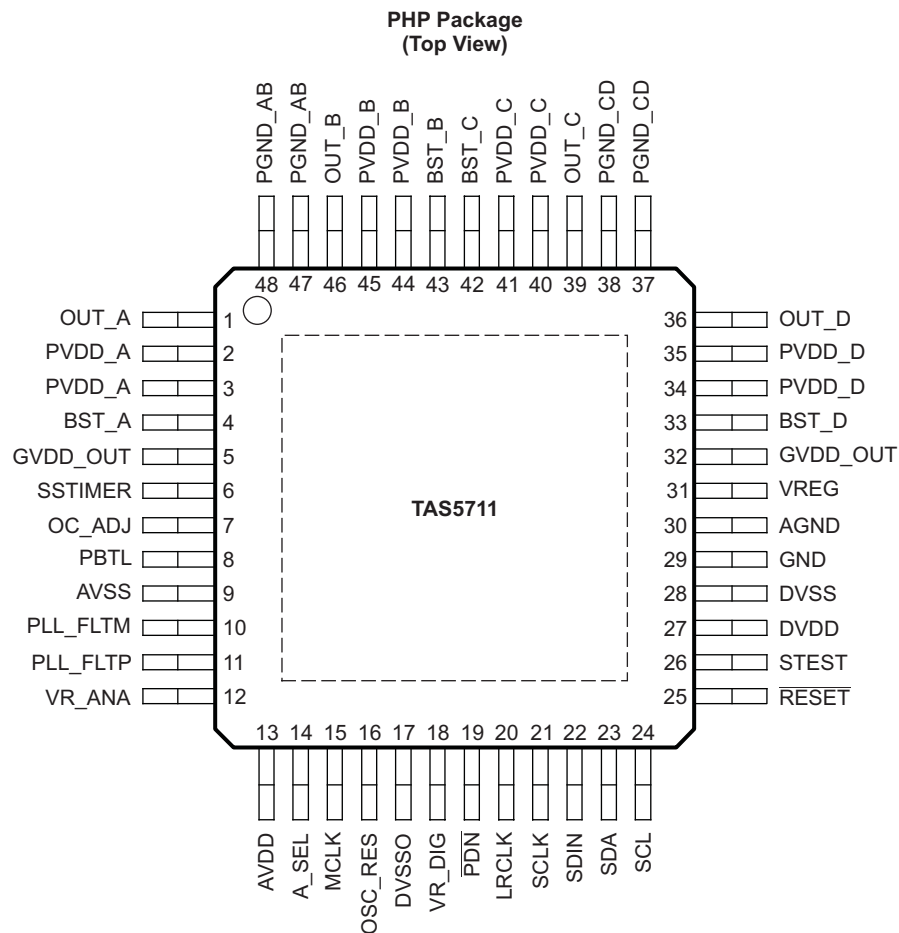 PHP Package
(Top View)
PGND_AB
PGND_AB
OUT_B
PVDD_B
PVDD_B
BST_B
BST_C
PVDD_C
PVDD_C
OUT_C
PGND_CD
PGND_CD
48 47 46 45 44 43 42 41 40 39 38 37
OUT_A 1 36 OUT_D
PVDD_A 2 35 PVDD_D
PVDD_A 3 34 PVDD_D
BST_A 4 33 BST_D
GVDD_OUT 5 32 GVDD_OUT
SSTIMER 6 31 VREG
OC_ADJ 7 TAS5711 30 AGND
PBTL 8 29 GND
AVSS 9 28 DVSS
PLL_FLTM 10 27 DVDD
PLL_FLTP 11 26 STEST
VR_ANA 12 25 RESET
13 14 15 16 17 18 19 20 21 22 23 24
AVDD
A_SEL
MCLK
OSC_RES
DVSSO
VR_DIG
PDN
LRCLK
SCLK
SDIN
SDA
SCL